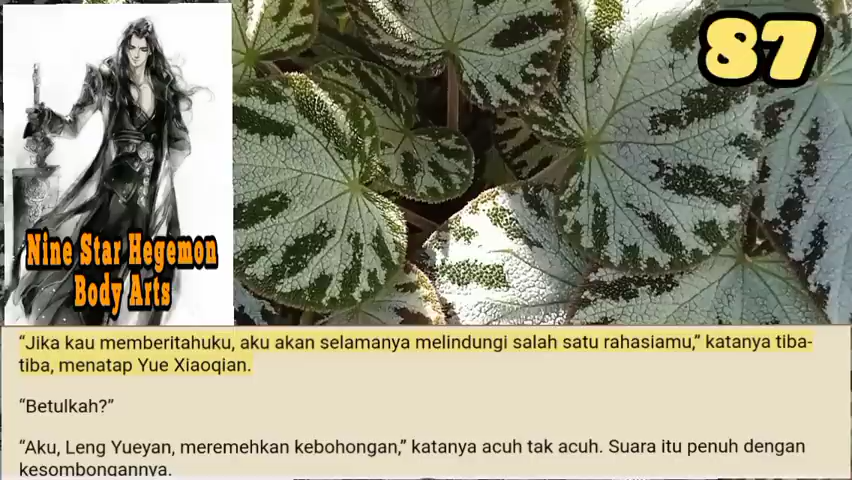 87
Nine Star Hegemon
Body Arts
“Jika kau memberitahuku, aku akan selamanya melindungi salah satu rahasiamu,” katanya tiba-
tiba, menatap Yue Xiaoqian.
“Betulkah?”
“Aku, Leng Yueyan, meremehkan kebohongan,” katanya acuh tak acuh. Suara itu penuh dengan
kesombongannya.